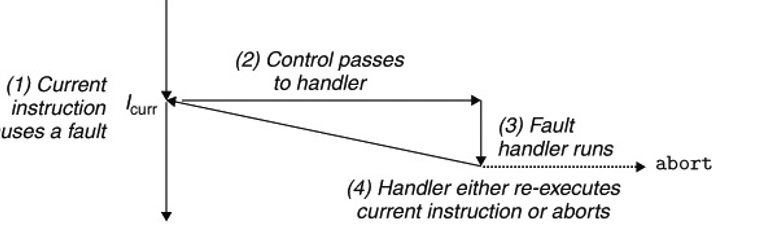 (2) Control passes
to handler
(1) Current
instruction
uses a fault
Icurr
(3) Fault
handler runs
abort
(4) Handler either re-executes
current instruction or aborts